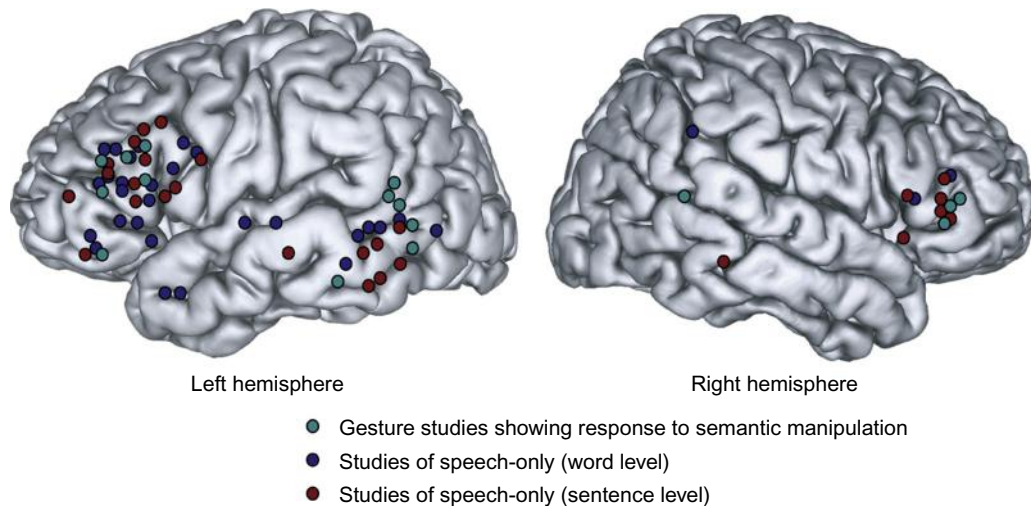 Left hemisphere
Right hemisphere
Gesture studies showing response to semantic manipulation
Studies of speech-only (word level)
Studies of speech-only (sentence level)